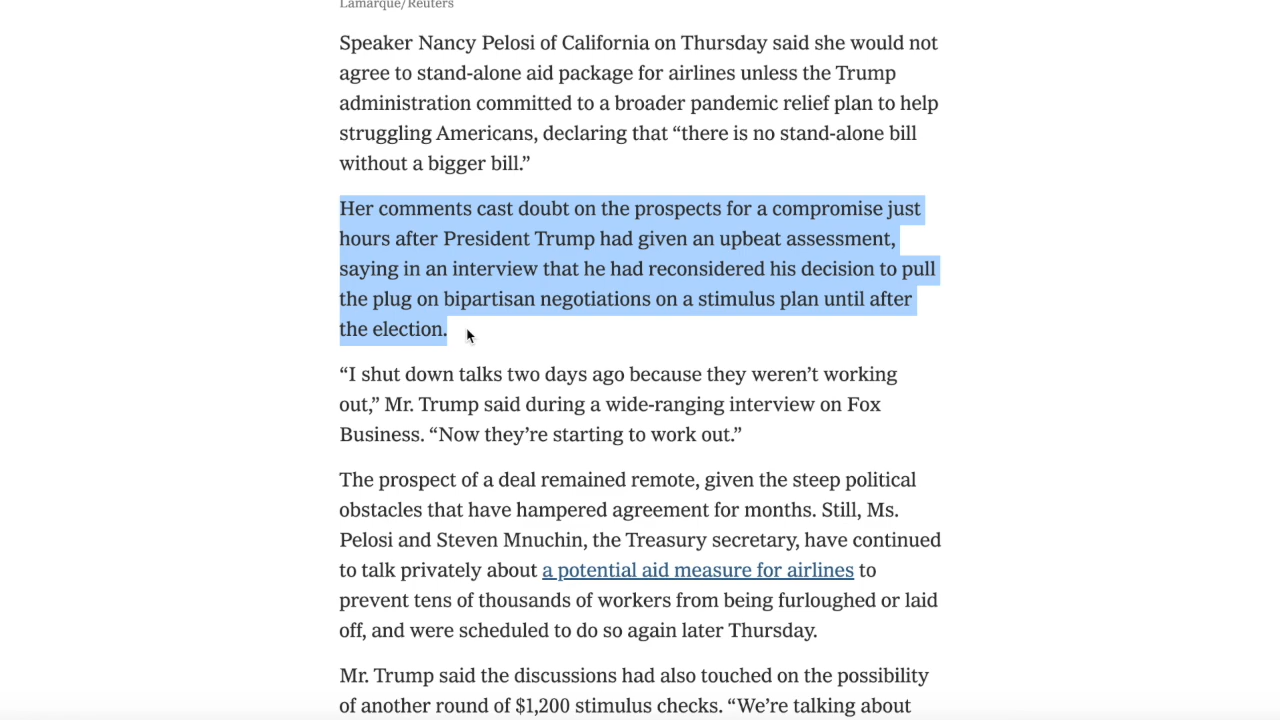 Lamarque/Reuters
Speaker Nancy Pelosi of California on Thursday said she would not
agree to stand-alone aid package for airlines unless the Trump
administration committed to a broader pandemic relief plan to help
struggling Americans, declaring that “there is no stand-alone bill
without a bigger bill.”
Her comments cast doubt on the prospects for a compromise just
hours after President Trump had given an upbeat assessment,
saying in an interview that he had reconsidered his decision to pull
the plug on bipartisan negotiations on a stimulus plan until after
the election.
“I shut down talks two days ago because they weren’t working
out,” Mr. Trump said during a wide-ranging interview on Fox
Business. “Now they’re starting to work out.”
The prospect of a deal remained remote, given the steep political
obstacles that have hampered agreement for months. Still, Ms.
Pelosi and Steven Mnuchin, the Treasury secretary, have continued
to talk privately about a potential aid measure for airlines to
prevent tens of thousands of workers from being furloughed or laid
off, and were scheduled to do so again later Thursday.
Mr. Trump said the discussions had also touched on the possibility
of another round of $1,200 stimulus checks. “We’re talking about